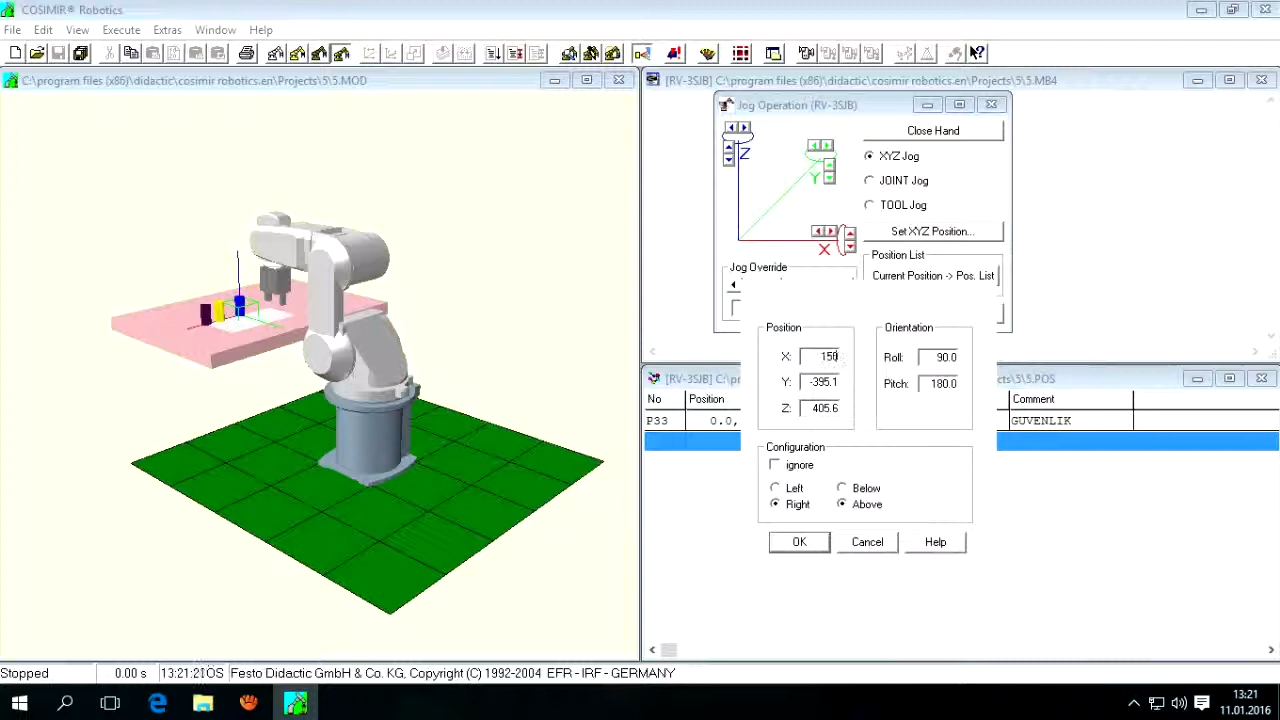 COSIMIR® Robotics
File Edit View Execute Extras Window Help
C:\program files (x86)\didactic\cosimir robotics.en\Projects\5\5.MOD
[RV-3SJB] C:\program files (x86)\didactic\cosimir robotics.en\Projects\5\5.MB4
Jog Operation (RV-3SJB)
Close Hand
Z
XYZ Jog
Y
JOINT Jog
TOOL Jog
Set XYZ Position...
X
Position List
Jog Override
Current Position -> Pos. List
Position
Orientation
X: 150
Roll: 90.0
Y: -395.1
Pitch: 180.0
Z: 405.6
[RV-3SJB] C:\pr
cts\5\5.POS
No Position Comment
P33 0.0, GUVENLIK
Configuration
ignore
Left Below
Right Above
OK Cancel Help
Stopped 0.00 s Festo Didactic GmbH & Co. KG, Copyright (C) 1992-2004 EFR - IRF - GERMANY
13:21
11.01.2016